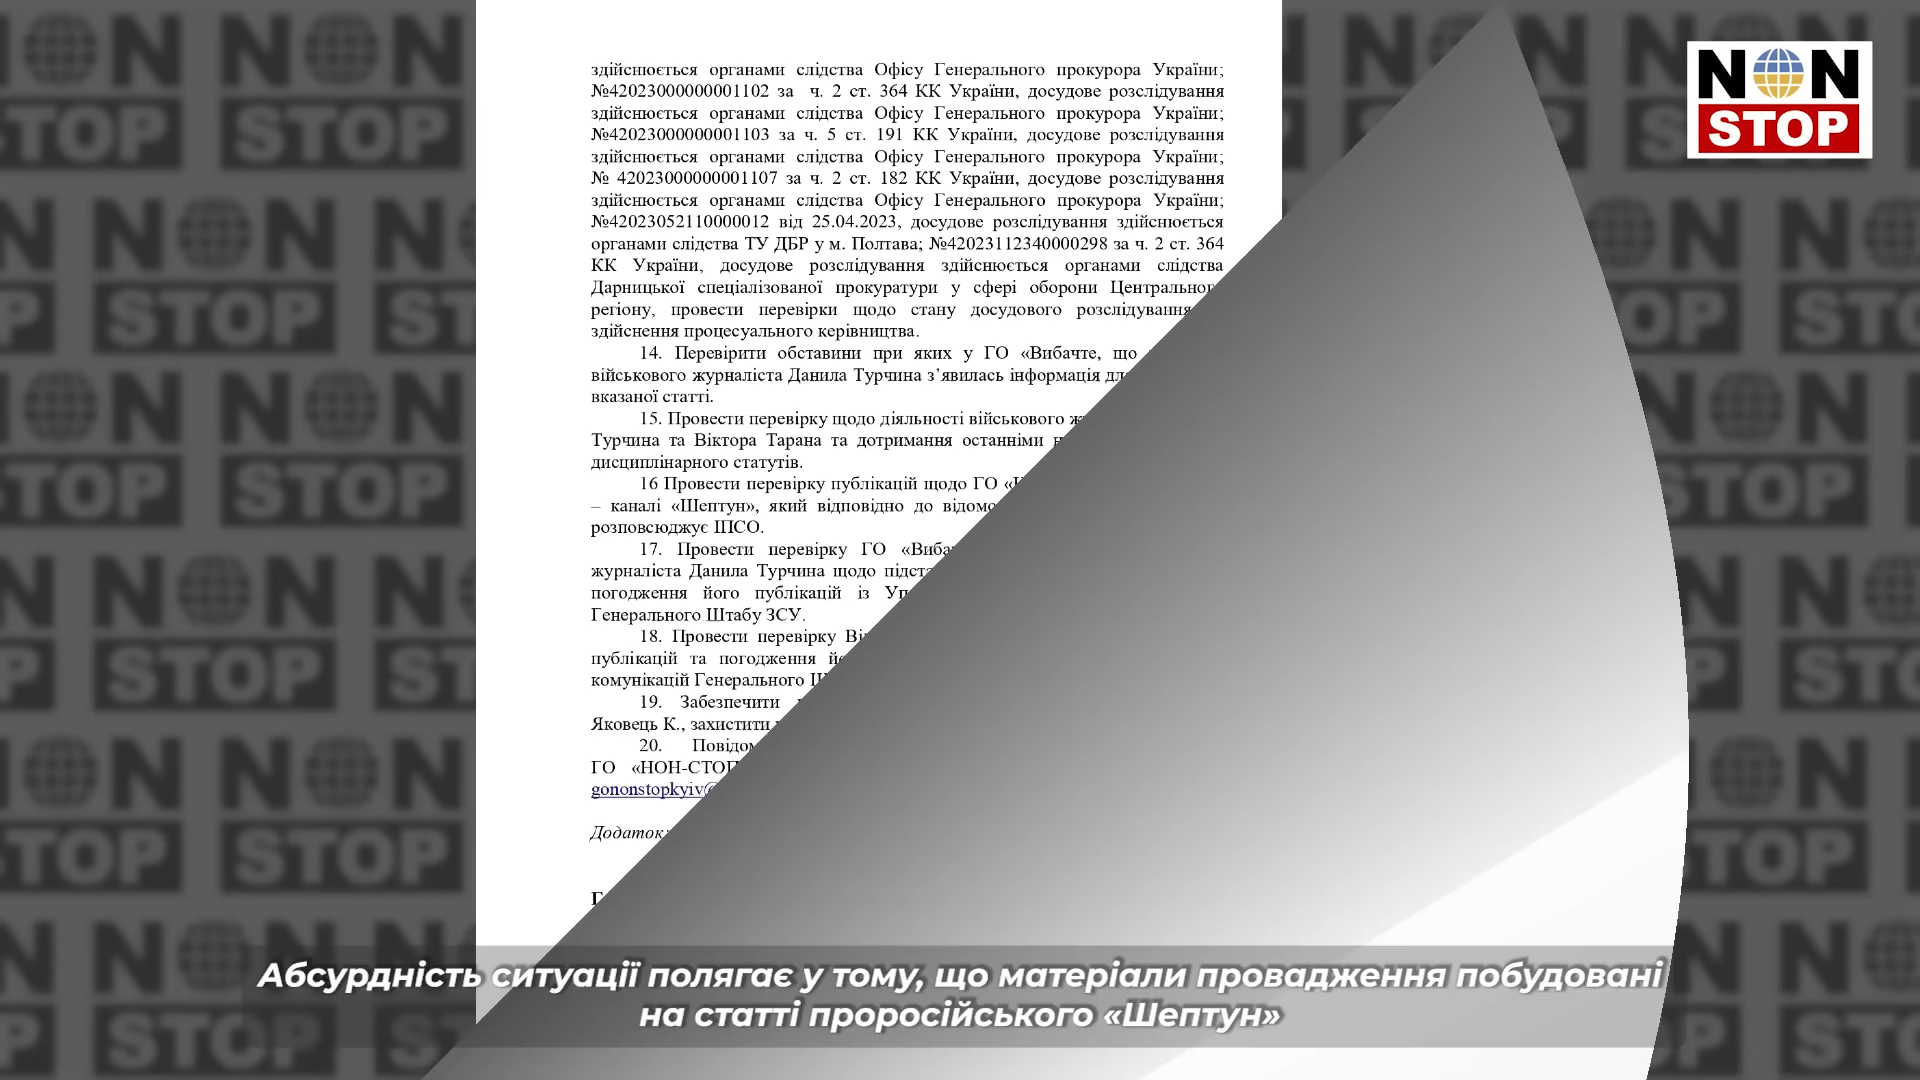 здійснюється органами слідства Офісу Генерального прокурора України;
№42023000000001102 за ч. 2 ст. 364 КК України, досудове розслідування
здійснюється органами слідства Офісу Генерального прокурора України;
№42023000000001103 за ч. 5 ст. 191 КК України, досудове розслідування
здійснюється органами слідства Офісу Генерального прокурора України;
№ 42023000000001107 за ч. 2 ст. 182 КК України, досудове розслідування
здійснюється органами слідства Офісу Генерального прокурора України;
№42023052110000012 від 25.04.2023, досудове розслідування здійснюється
органами слідства ТУ ДБР у м. Полтава; №42023112340000298 за ч. 2 ст. 364
КК України, досудове розслідування здійснюється органами слідства
Дарницької спеціалізованої прокуратури у сфері оборони
регіону, провести перевірки щодо стану досудового розслідування
здійснення процесуального керівництва.
14. Перевірити обставини при яких у ГО «Вибачте, що
військового журналіста Данила Турчина з’явилась інформація
вказаної статті.
15. Провести перевірку щодо діяльності військового
Турчина та Віктора Тарана та дотримання останніми
дисциплінарного статутів.
16 Провести перевірку публікацій щодо ГО
– каналі «Шептун», який відповідно до
розповсюджує ІПСО.
17. Провести перевірку ГО
журналіста Данила Турчина щодо
погодження його публікацій із
Генерального Штабу ЗСУ.
18. Провести перевірку
публікацій та погодження
комунікацій Генерального
19. Забезпечити
Яковець К., захистити
20.
ГО
Додаток:
NON
STOP
Абсурдність ситуації полягає у тому, що матеріали провадження побудовані
на статті проросійського «Шептун»